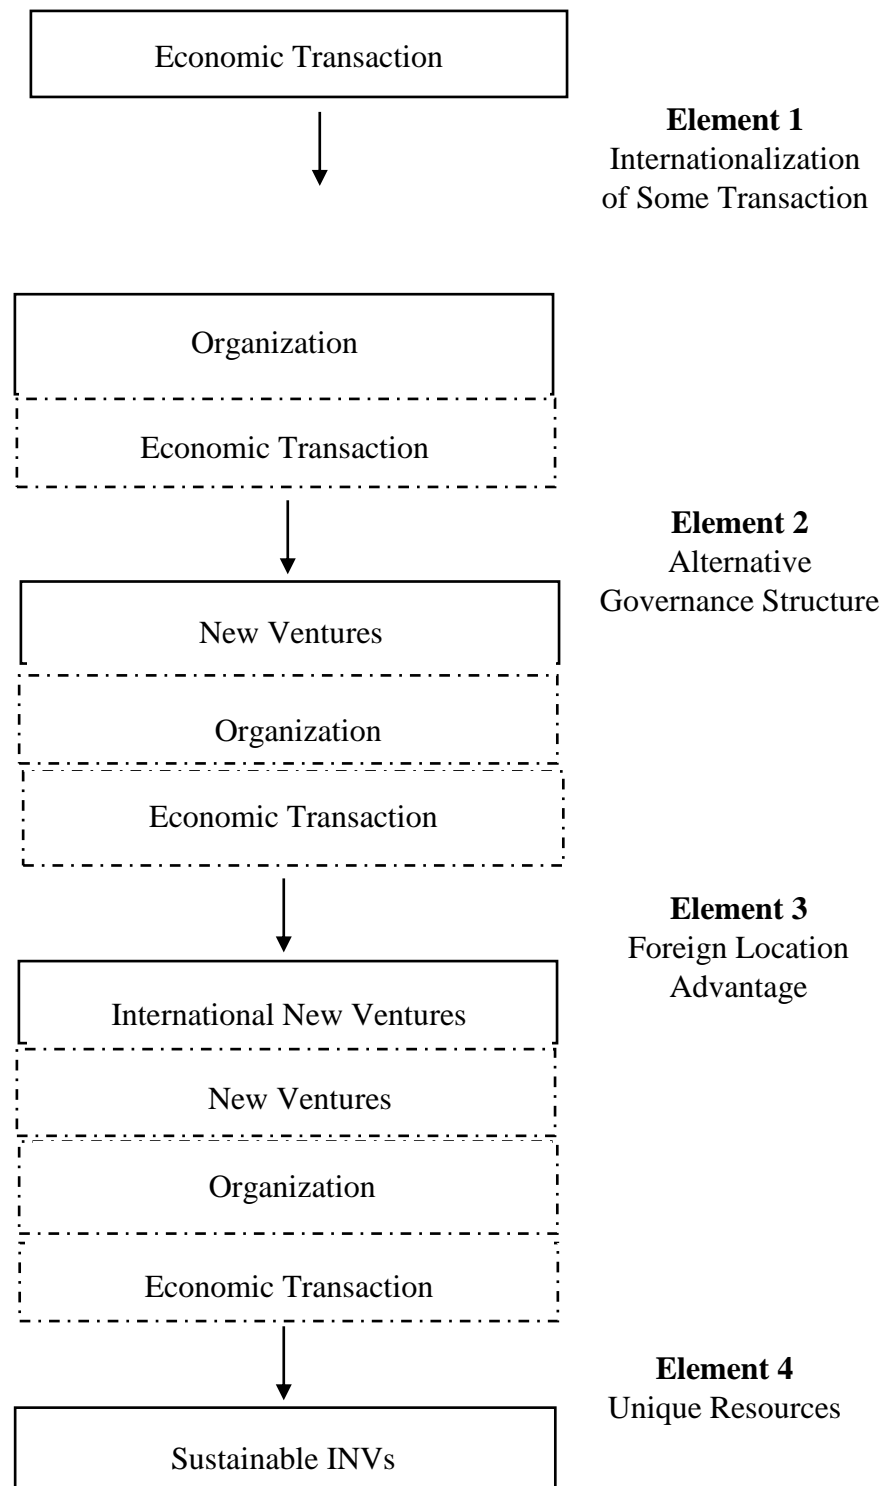 Economic Transaction
Element 1
Internationalization
of Some Transaction
Organization
Economic Transaction
Element 2
Alternative
Governance Structure
New Ventures
Organization
Economic Transaction
Element 3
Foreign Location
Advantage
International New Ventures
New Ventures
Organization
Economic Transaction
Element 4
Unique Resources
Sustainable INVs